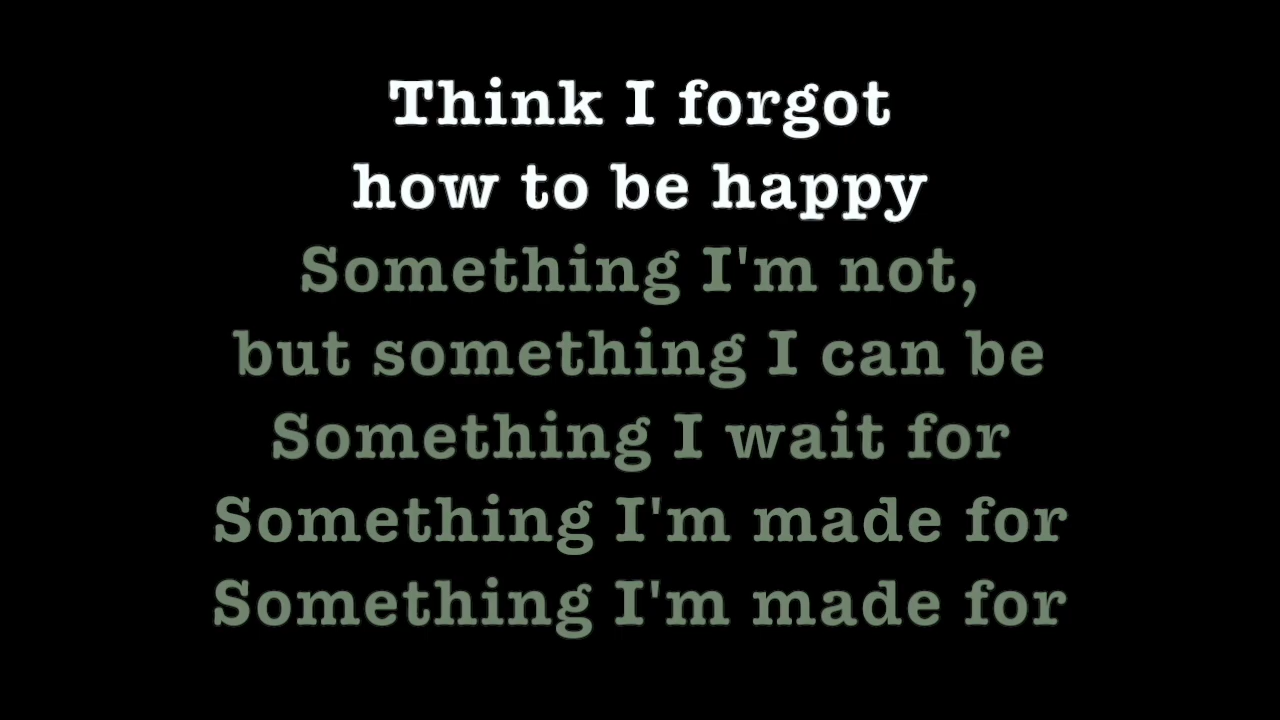 Think I forgot
how to be happy
Something I'm not,
but something I can be
Something I wait for
Something I'm made for
Something I'm made for